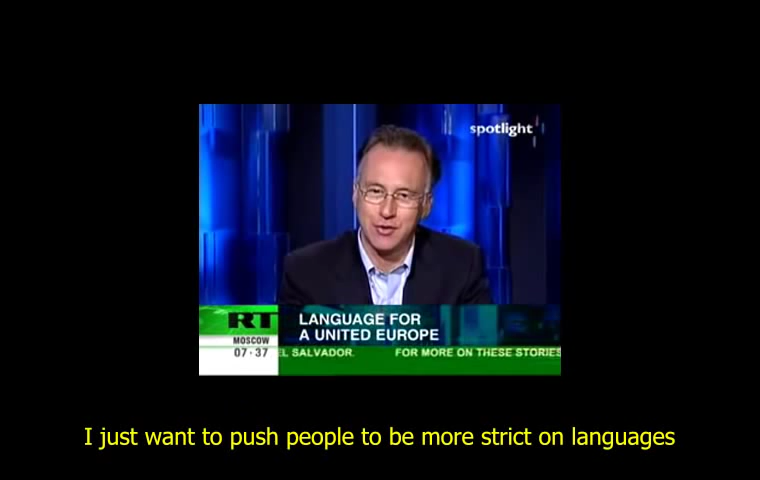 spotlight
RT
LANGUAGE FOR
A UNITED EUROPE
MOSCOW
07·37
EL SALVADOR.
FOR MORE ON THESE STORIES
I just want to push people to be more strict on languages